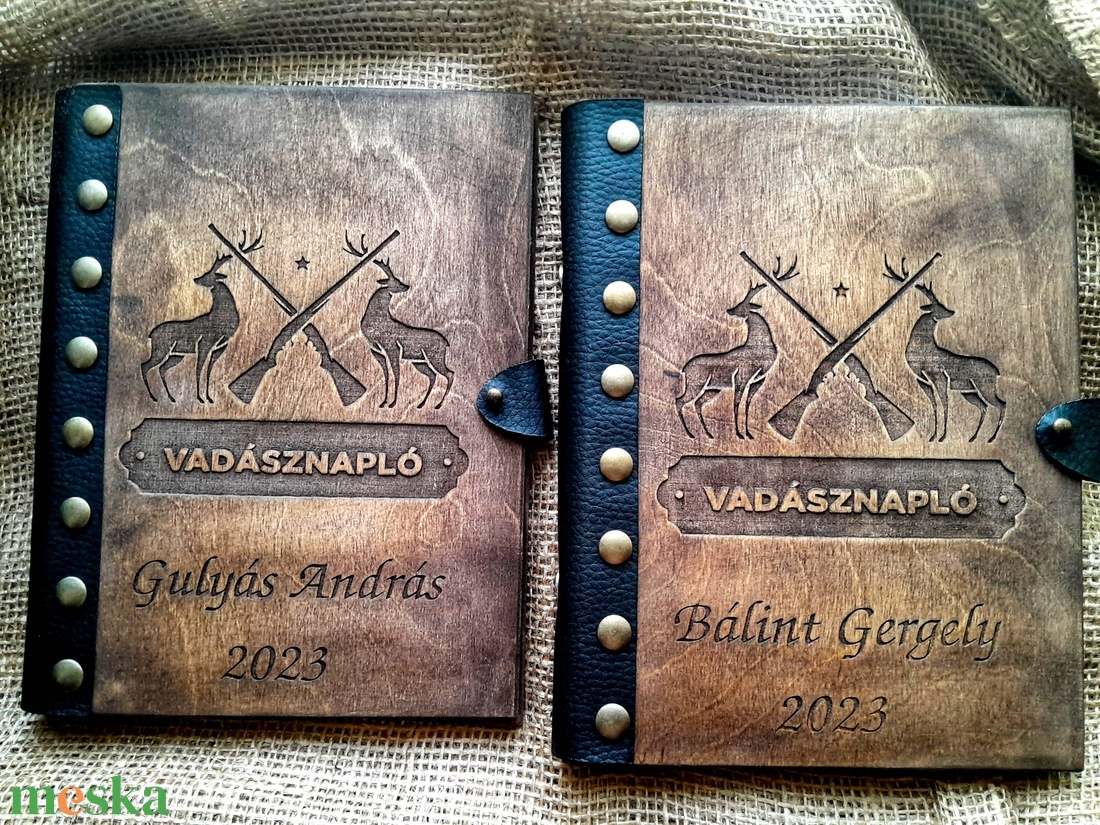 VADÁSZNAPLÓ
Gulyás András
2023
VADÁSZNAPLÓ
Bálint Gergely
2023
meska